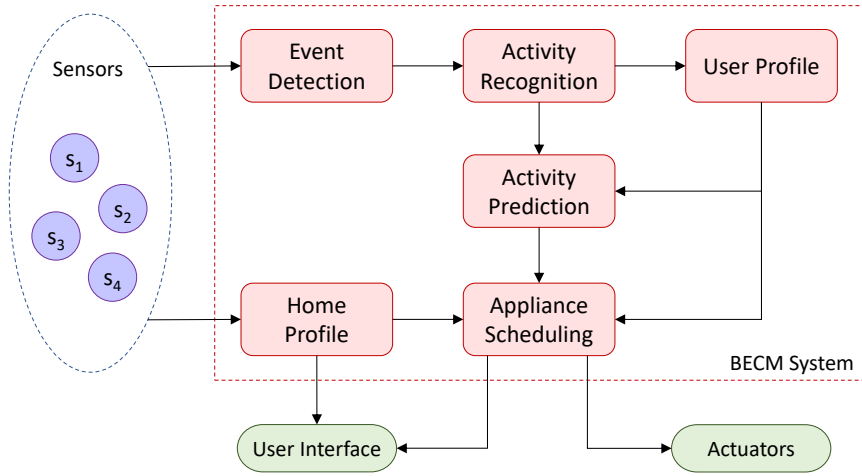 Sensors
s1
s2
s3
s4
Event
Detection
Activity
Recognition
User Profile
Activity
Prediction
Home
Profile
Appliance
Scheduling
BECM System
User Interface
Actuators